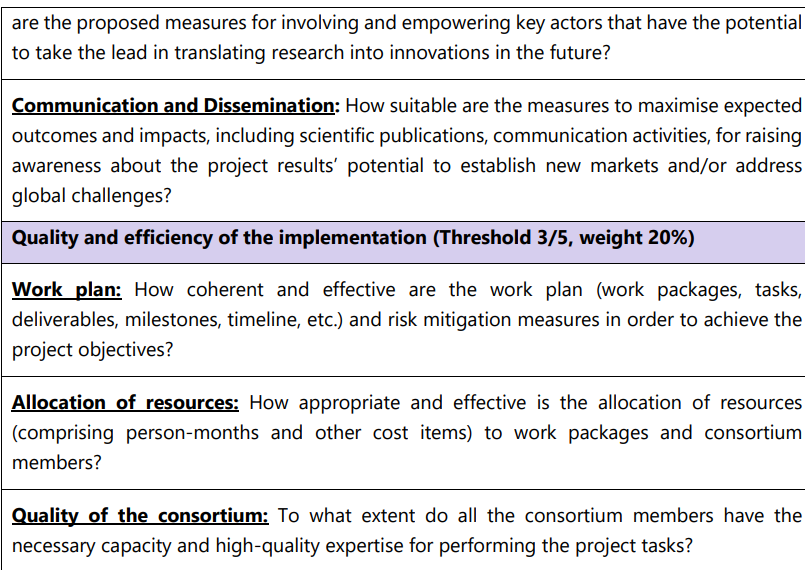 are the proposed measures for involving and empowering key actors that have the potential
to take the lead in translating research into innovations in the future?
Communication and Dissemination: How suitable are the measures to maximise expected
outcomes and impacts, including scientific publications, communication activities, for raising
awareness about the project results’ potential to establish new markets and/or address
global challenges?
Quality and efficiency of the implementation (Threshold 3/5, weight 20%)
Work plan: How coherent and effective are the work plan (work packages, tasks,
deliverables, milestones, timeline, etc.) and risk mitigation measures in order to achieve the
project objectives?
Allocation of resources: How appropriate and effective is the allocation of resources
(comprising person-months and other cost items) to work packages and consortium
members?
Quality of the consortium: To what extent do all the consortium members have the
necessary capacity and high-quality expertise for performing the project tasks?